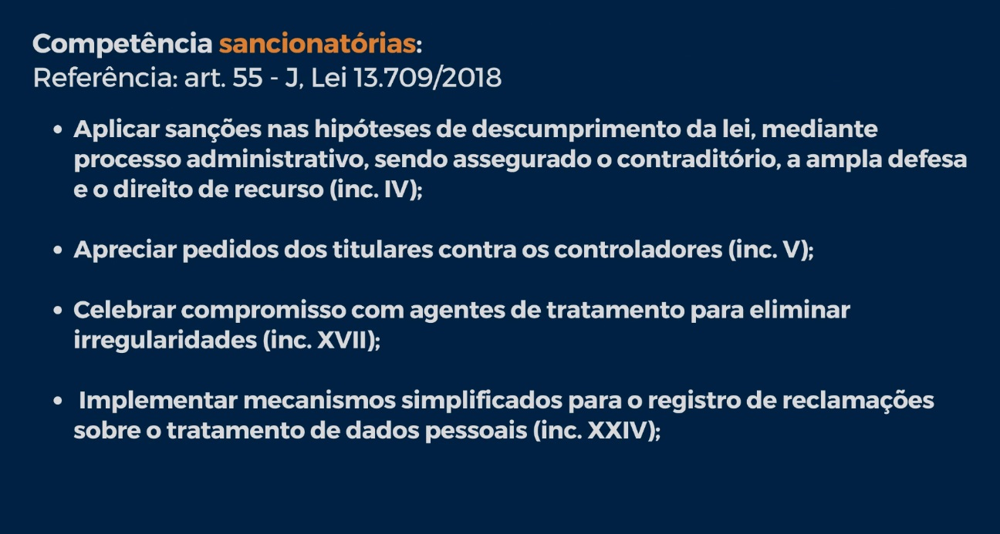 Competência sancionatórias:
Referência: art. 55 - J, Lei 13.709/2018
• Aplicar sanções nas hipóteses de descumprimento da lei, mediante
processo administrativo, sendo assegurado o contraditório, a ampla defesa
e o direito de recurso (inc. IV);
• Apreciar pedidos dos titulares contra os controladores (inc. V);
• Celebrar compromisso com agentes de tratamento para eliminar
irregularidades (inc. XVII);
• Implementar mecanismos simplificados para o registro de reclamações
sobre o tratamento de dados pessoais (inc. XXIV);